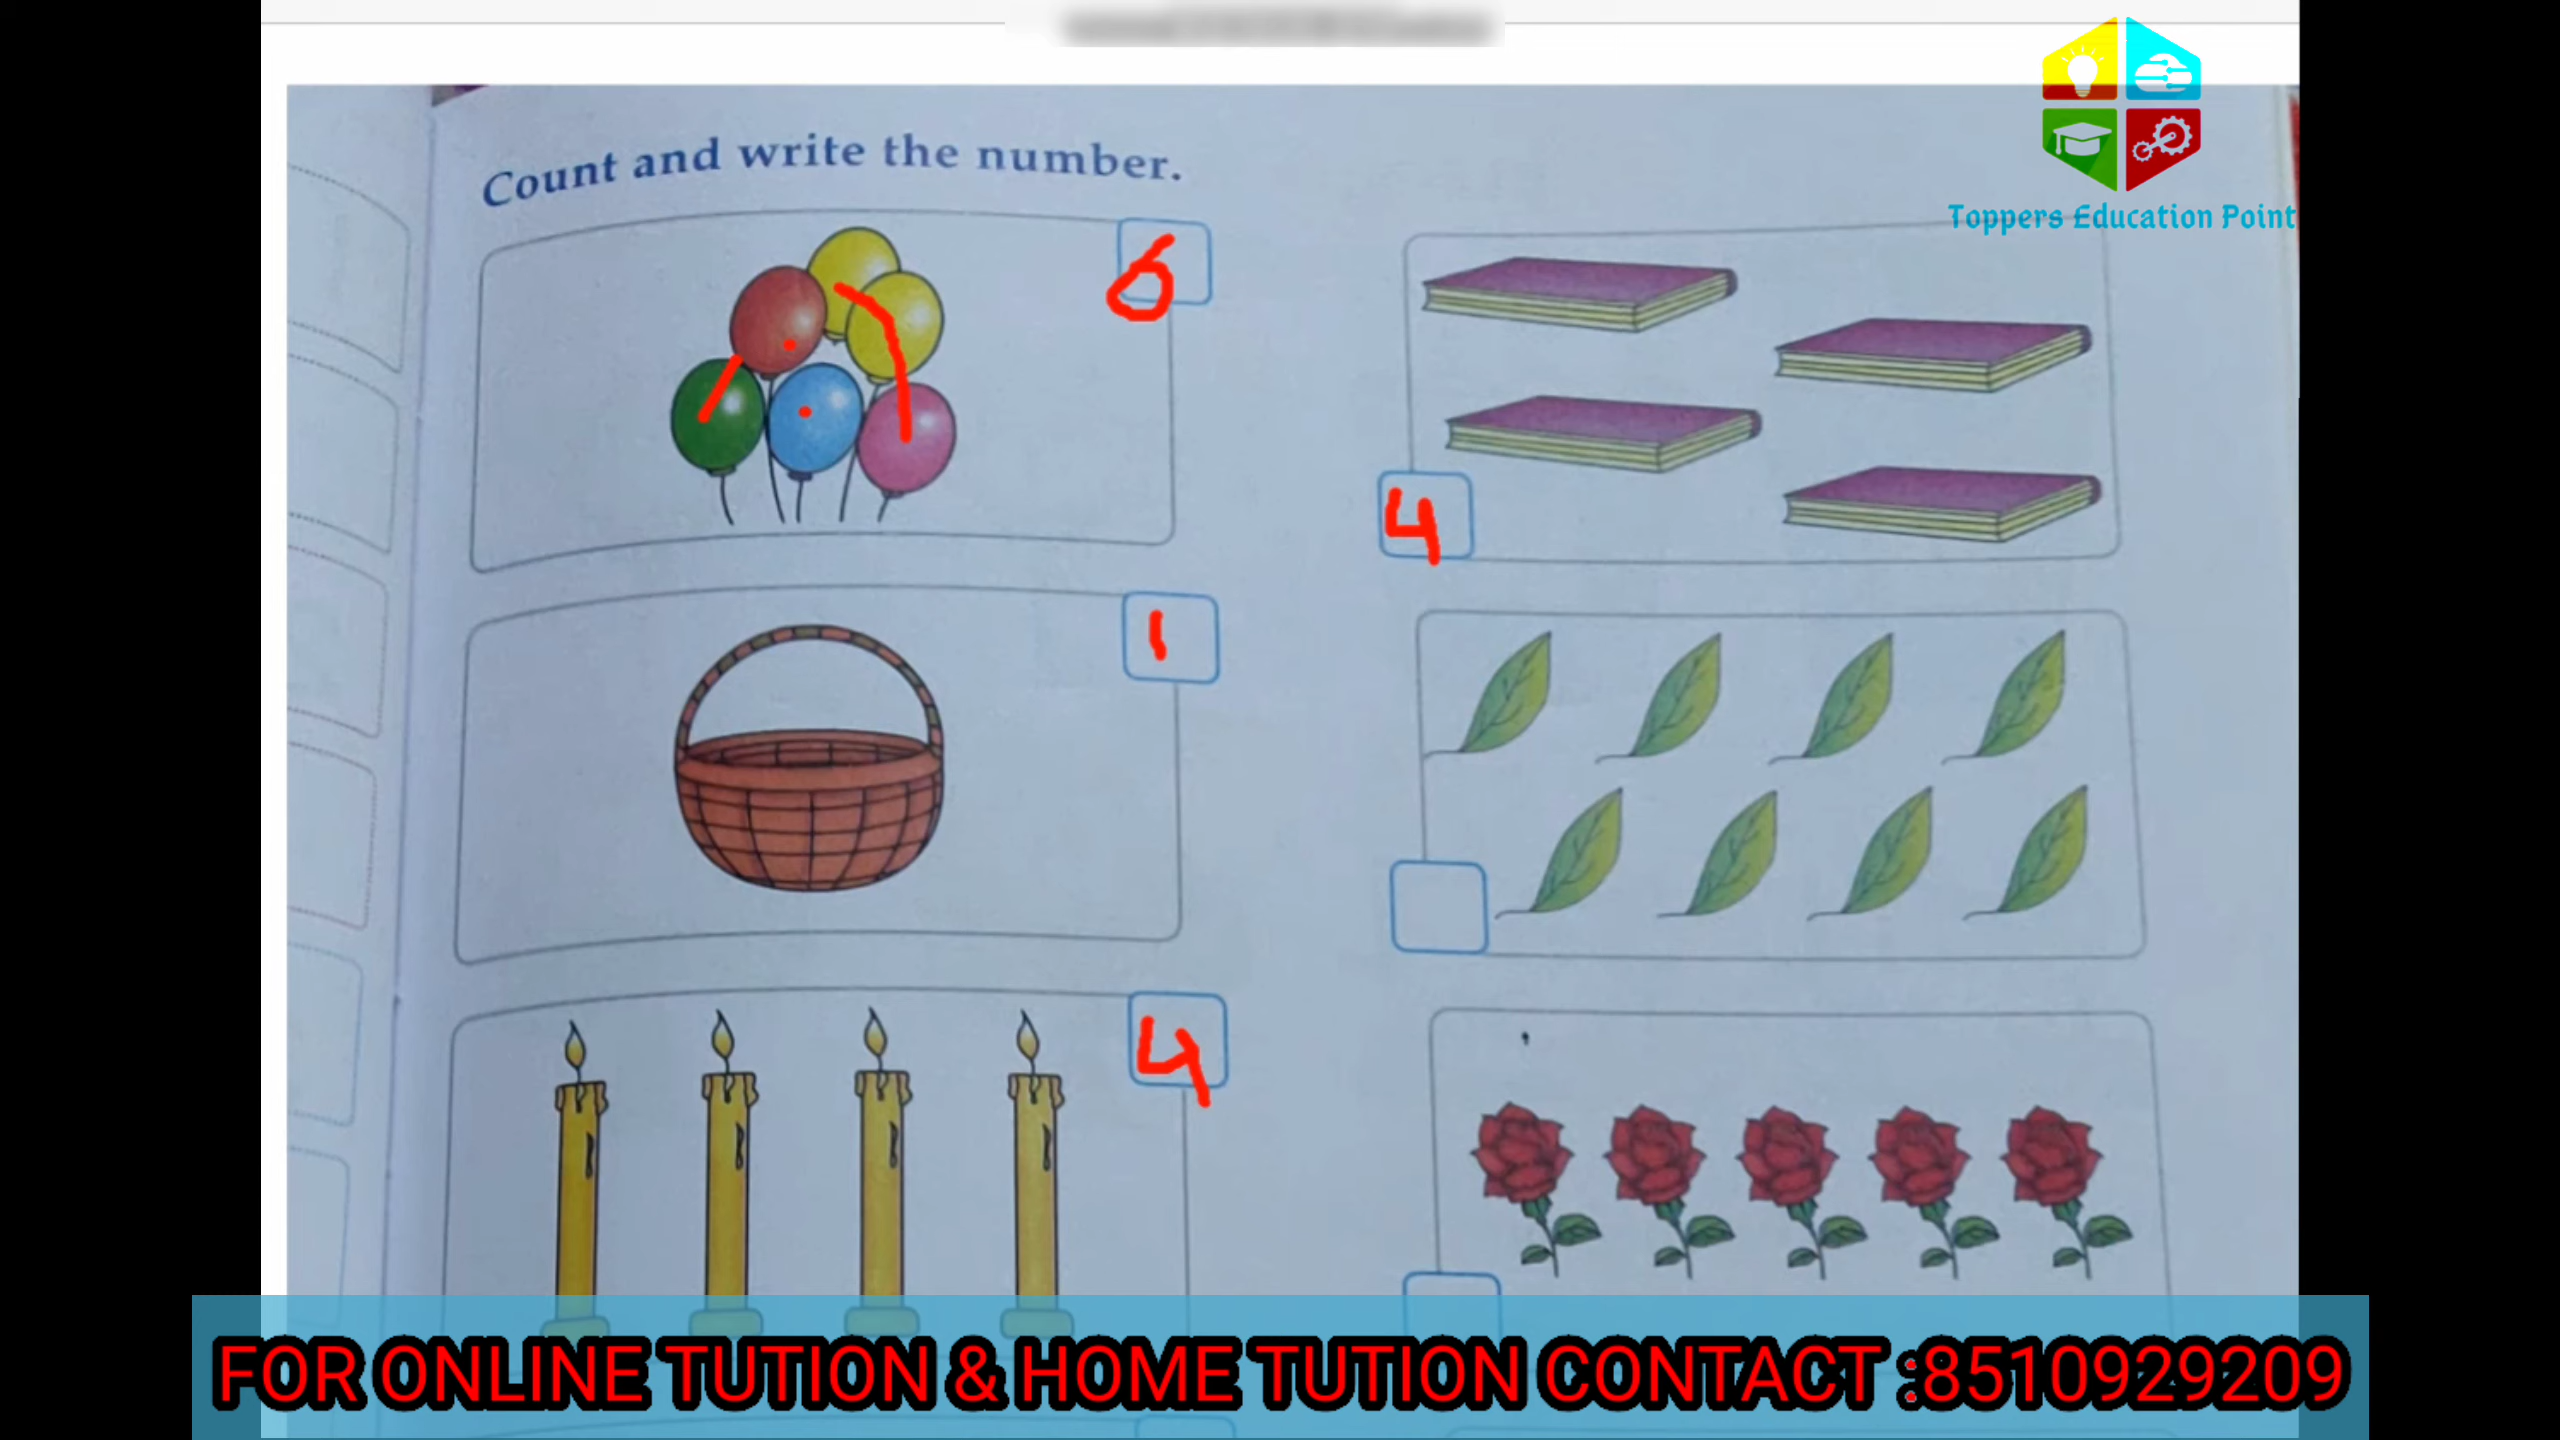 Toppers Education Point
Count and write the number.
6
4
1
4
FOR ONLINE TUTION & HOME TUTION CONTACT :8510929209